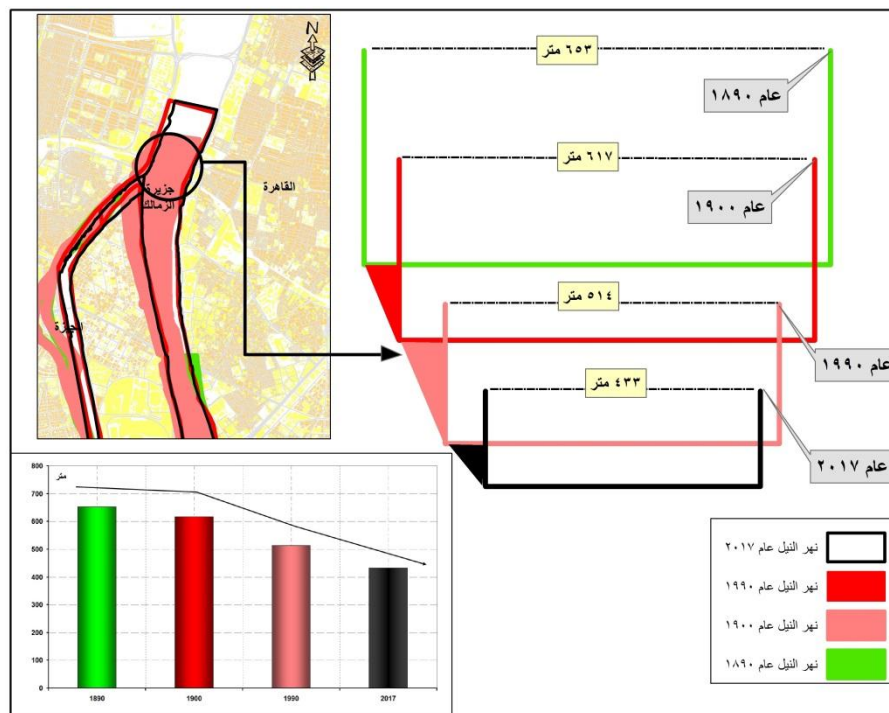 N
القاهرة
جزيرة
الزمالك
الجيزة
٦٥٣ متر
عام ١٨٩٠
٦١٧ متر
عام ١٩٠٠
٥١٤ متر
عام ١٩٩٠
٤٣٣ متر
عام ٢٠١٧
متر
800
700
600
500
400
300
200
100
0
1890
1900
1990
2017
نهر النيل عام ٢٠١٧
نهر النيل عام ١٩٩٠
نهر النيل عام ١٩٠٠
نهر النيل عام ١٨٩٠